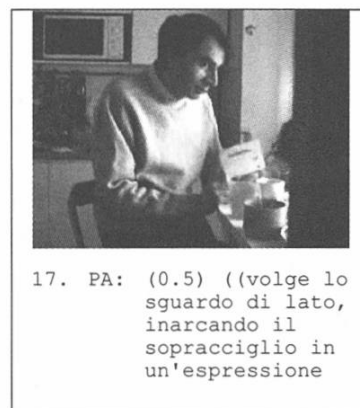 17. PA: (0.5) ((volge lo
sguardo di lato,
inarcando il
sopracciglio in
un'espressione